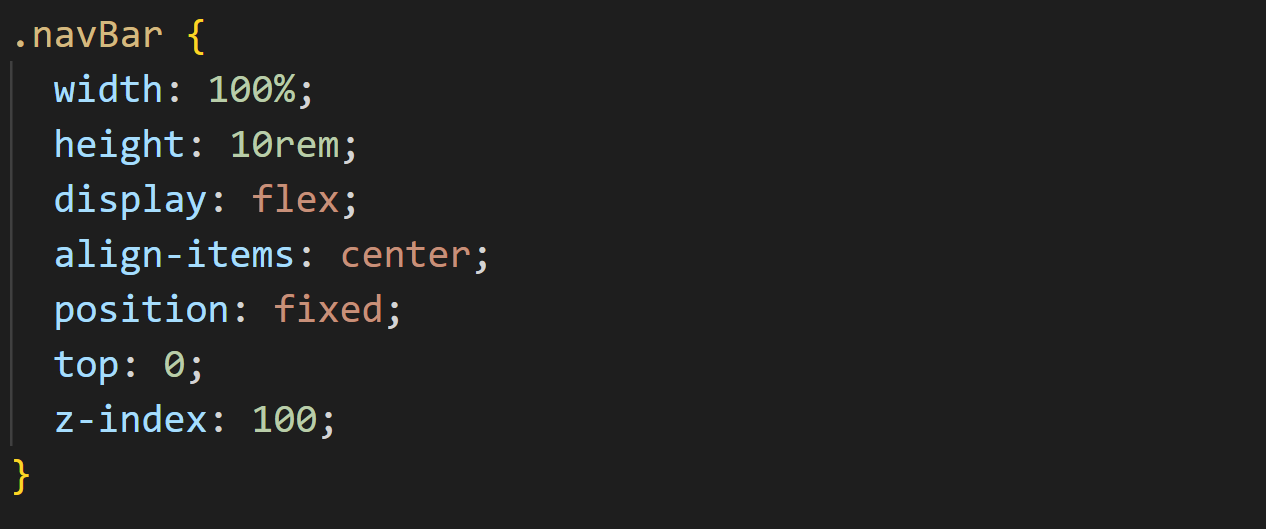 .navBar {
  width: 100%;
  height: 10rem;
  display: flex;
  align-items: center;
  position: fixed;
  top: 0;
  z-index: 100;
}